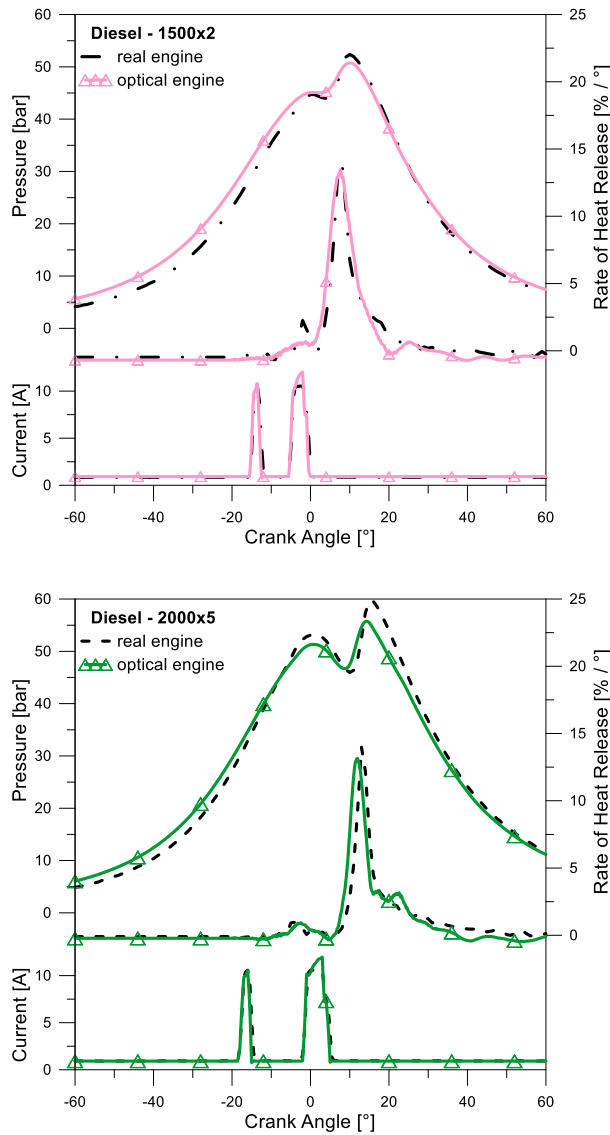 Diesel - 1500x2
real engine
optical engine
Pressure [bar]
60
50
40
30
20
10
0
Rate of Heat Release [% / °]
25
20
15
10
5
0
Current [A]
10
5
0
-60 -40 -20 0 20 40 60
Crank Angle [°]
Diesel - 2000x5
real engine
optical engine
Pressure [bar]
60
50
40
30
20
10
0
Rate of Heat Release [% / °]
25
20
15
10
5
0
Current [A]
10
5
0
-60 -40 -20 0 20 40 60
Crank Angle [°]